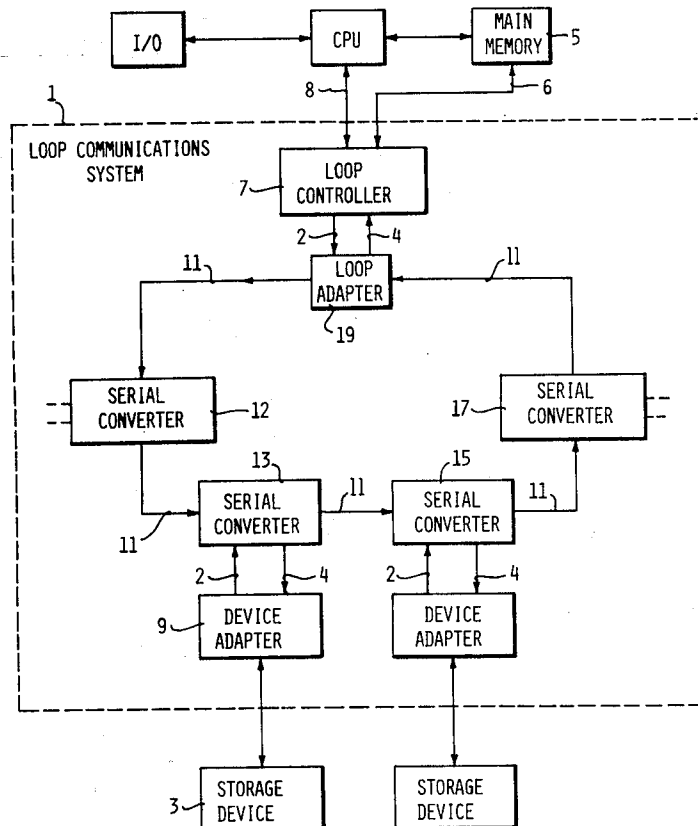 I/O
CPU
MAIN
MEMORY
5
8
6
1
LOOP COMMUNICATIONS
SYSTEM
7
LOOP
CONTROLLER
2
4
11
LOOP
ADAPTER
11
19
SERIAL
CONVERTER
12
17
SERIAL
CONVERTER
13
15
SERIAL
CONVERTER
11
SERIAL
CONVERTER
11
11
2
4
2
4
9
DEVICE
ADAPTER
DEVICE
ADAPTER
3
STORAGE
DEVICE
STORAGE
DEVICE